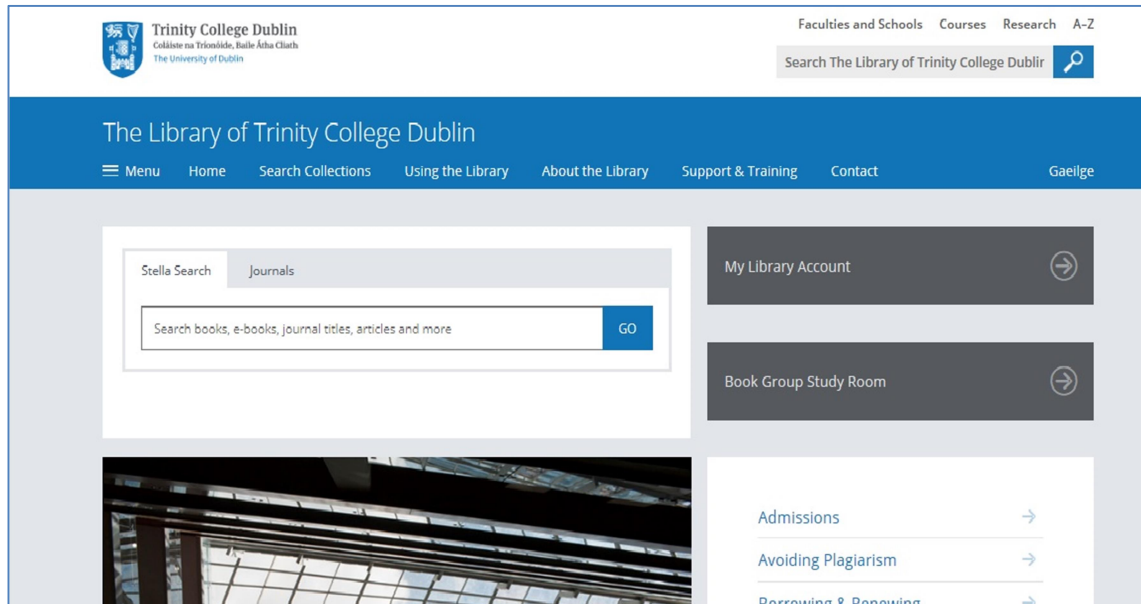 Trinity College Dublin
Coláiste na Tríonóide, Baile Átha Cliath
The University of Dublin
Faculties and Schools Courses Research A–Z
Search The Library of Trinity College Dublin
The Library of Trinity College Dublin
Menu Home Search Collections Using the Library About the Library Support & Training Contact Gaeilge
Stella Search Journals
Search books, e-books, journal titles, articles and more GO
My Library Account
Book Group Study Room
Admissions
Avoiding Plagiarism
Borrowing & Renewing